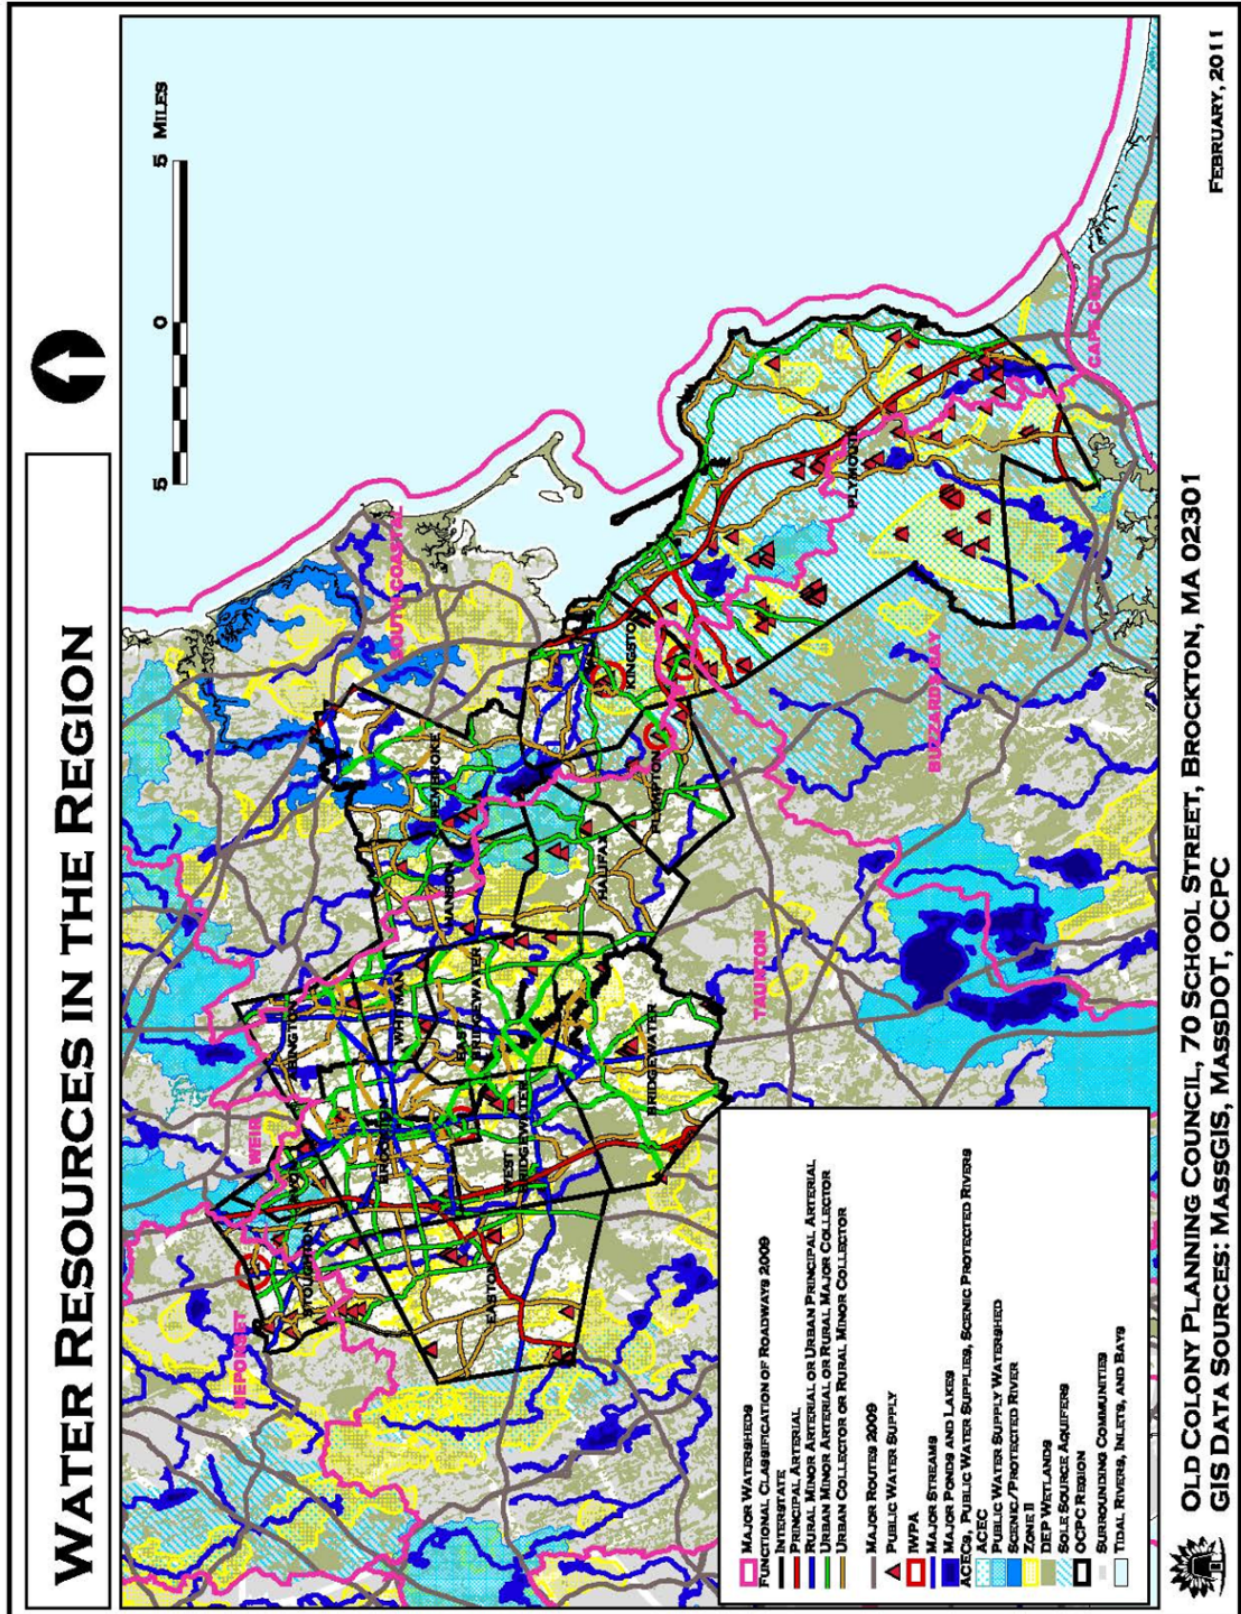 WATER RESOURCES IN THE REGION
5 0 5 MILES
NEPONSET
WEIR
SOUTH COASTAL
STOUGHTON
AVON
ABINGTON
BROCKTON
WHITMAN
HANSON
PEMBROKE
EASTON
WEST
BRIDGEWATER
EAST
BRIDGEWATER
HALIFAX
KINGSTON
PLYMPTON
BRIDGEWATER
TAUNTON
PLYMOUTH
BUZZARDS BAY
CAPE COD
MAJOR WATERSHEDS
FUNCTIONAL CLASSIFICATION OF ROADWAYS 2009
INTERSTATE
PRINCIPAL ARTERIAL
RURAL MINOR ARTERIAL OR URBAN PRINCIPAL ARTERIAL
URBAN MINOR ARTERIAL OR RURAL MAJOR COLLECTOR
URBAN COLLECTOR OR RURAL MINOR COLLECTOR
MAJOR ROUTES 2009
PUBLIC WATER SUPPLY
IWPA
MAJOR STREAMS
MAJOR PONDS AND LAKES
ACECS, PUBLIC WATER SUPPLIES, SCENIC PROTECTED RIVERS
ACEC
PUBLIC WATER SUPPLY WATERSHED
SCENIC/PROTECTED RIVER
ZONE II
DEP WETLANDS
SOLE SOURCE AQUIFERS
OCPC REGION
SURROUNDING COMMUNITIES
TIDAL RIVERS, INLETS, AND BAYS
OLD COLONY PLANNING COUNCIL, 70 SCHOOL STREET, BROCKTON, MA 02301
GIS DATA SOURCES: MASSGIS, MASSDOT, OCPC
FEBRUARY, 2011